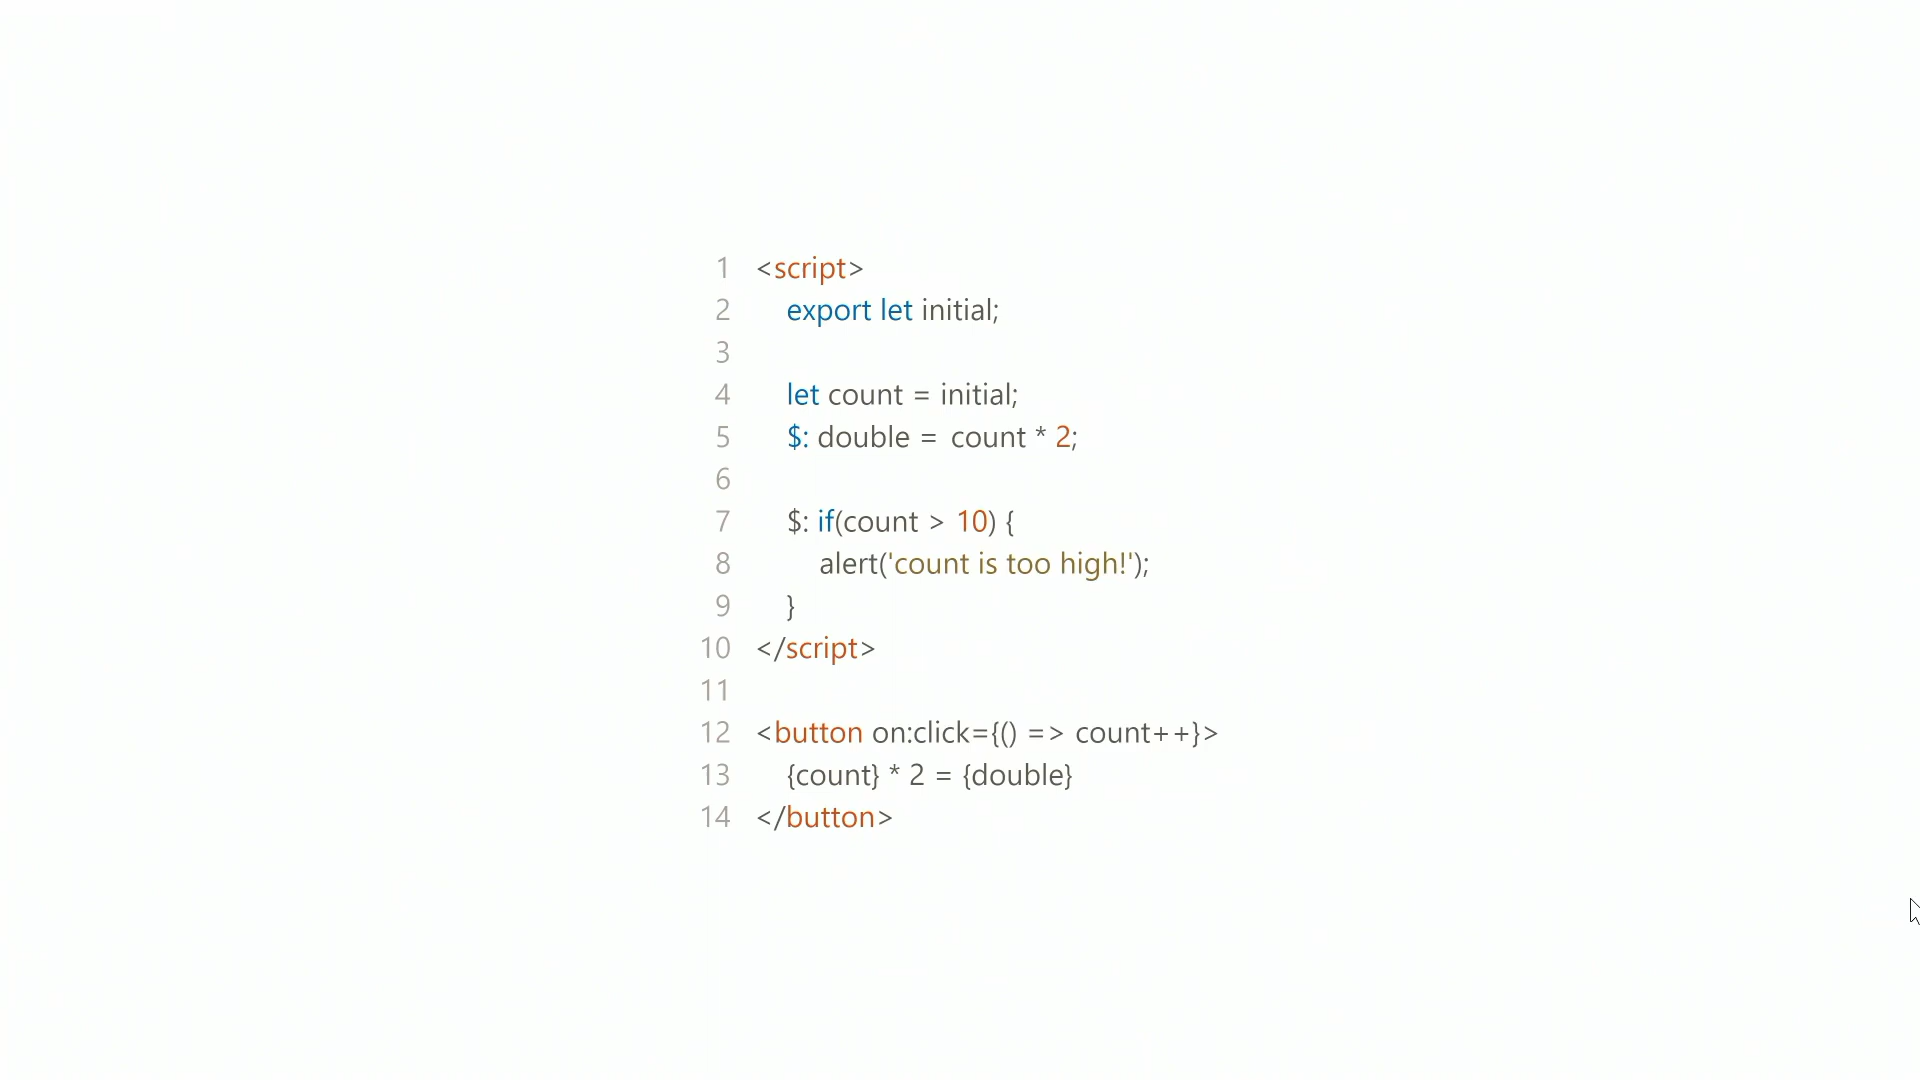 1 <script>
2 export let initial;
3
4 let count = initial;
5 $: double = count * 2;
6
7 $: if(count > 10) {
8 alert('count is too high!');
9 }
10 </script>
11
12 <button on:click={() => count++}>
13 {count} * 2 = {double}
14 </button>